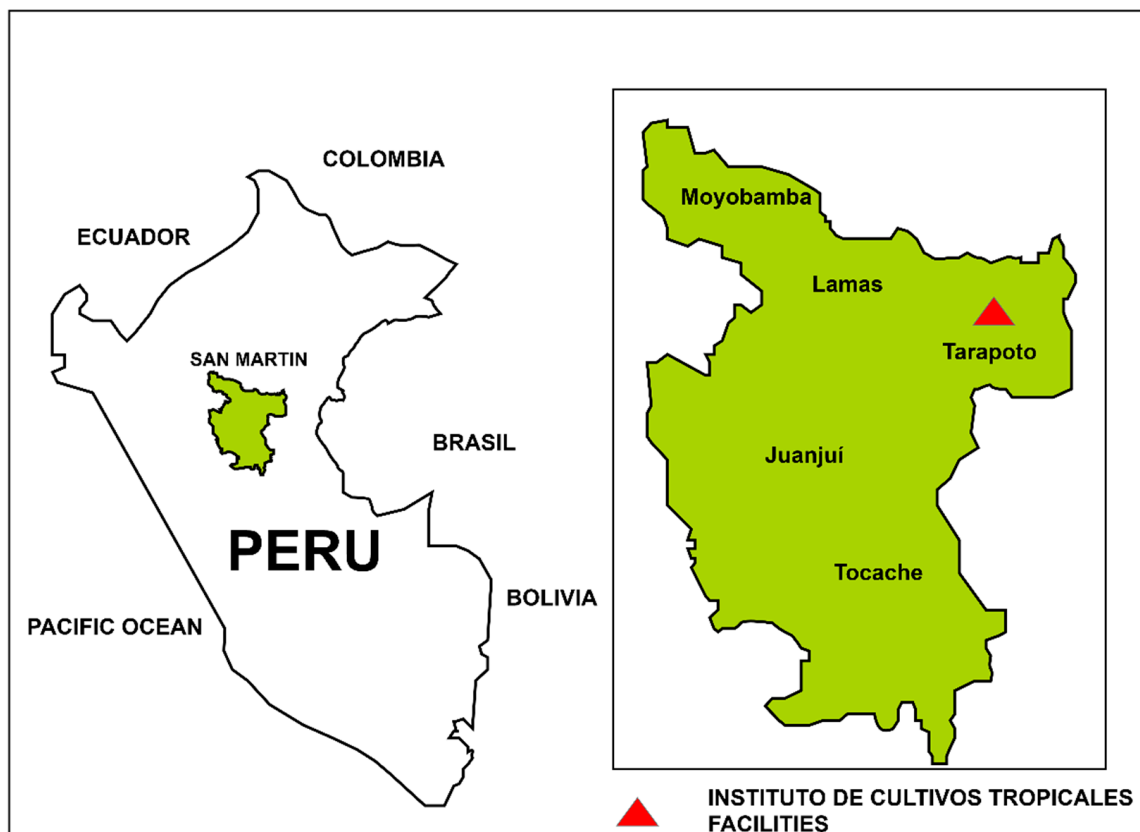 COLOMBIA
ECUADOR
SAN MARTIN
BRASIL
PERU
BOLIVIA
PACIFIC OCEAN
Moyobamba
Lamas
Tarapoto
Juanjuí
Tocache
INSTITUTO DE CULTIVOS TROPICALES
FACILITIES